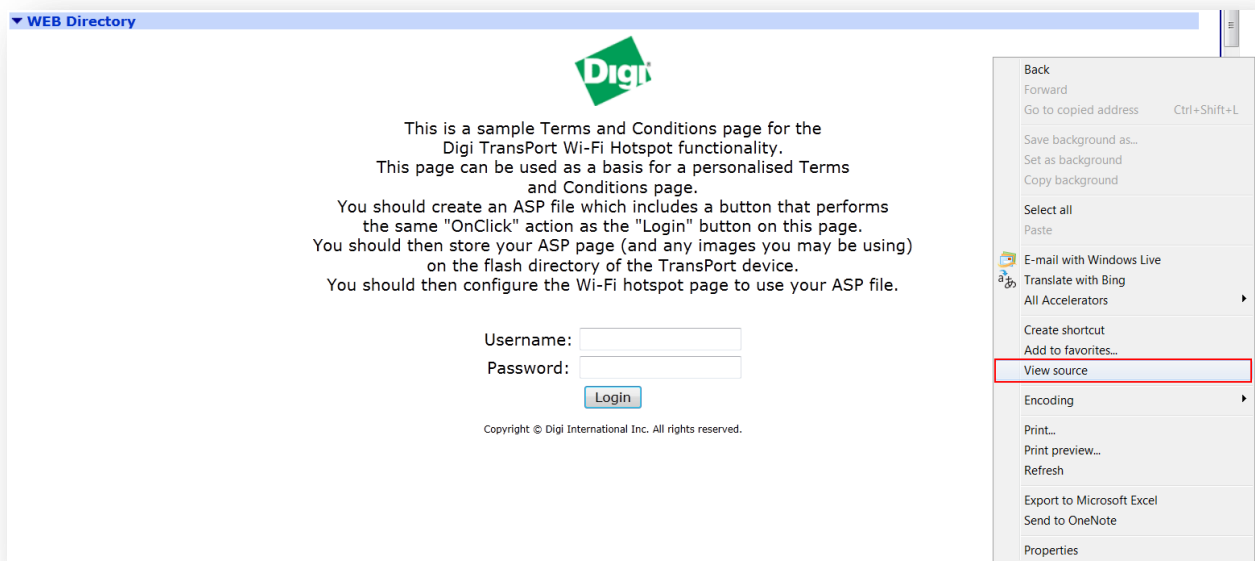 WEB Directory
Digi
This is a sample Terms and Conditions page for the
Digi TransPort Wi-Fi Hotspot functionality.
This page can be used as a basis for a personalised Terms
and Conditions page.
You should create an ASP file which includes a button that performs
the same "OnClick" action as the "Login" button on this page.
You should then store your ASP page (and any images you may be using)
on the flash directory of the TransPort device.
You should then configure the Wi-Fi hotspot page to use your ASP file.
Username:
Password:
Login
Copyright © Digi International Inc. All rights reserved.
Back
Forward
Go to copied address Ctrl+Shift+L
Save background as...
Set as background
Copy background
Select all
Paste
E-mail with Windows Live
Translate with Bing
All Accelerators
Create shortcut
Add to favorites...
View source
Encoding
Print...
Print preview...
Refresh
Export to Microsoft Excel
Send to OneNote
Properties